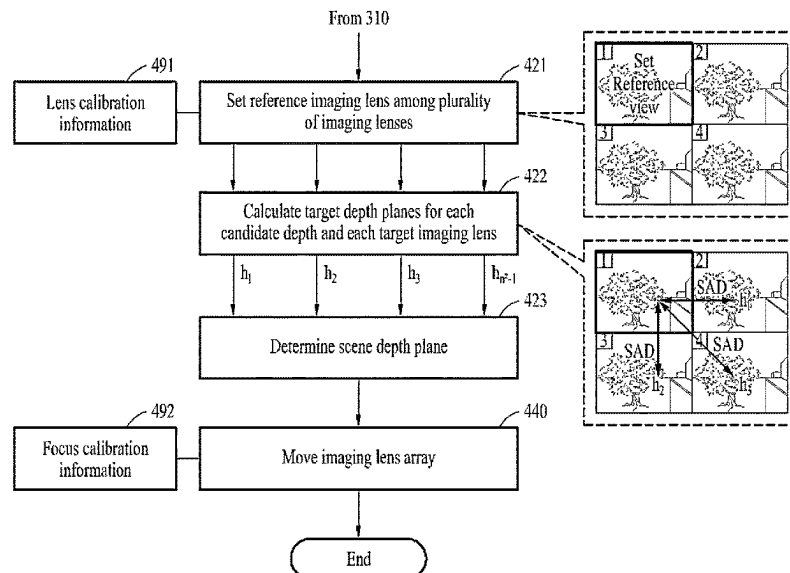 From 310
491
Lens calibration
information
421
Set reference imaging lens among plurality
of imaging lenses
1
2
Set
Reference
view
3
4
422
Calculate target depth planes for each
candidate depth and each target imaging lens
h1
h2
h3
hn²-1
1
2
SAD
h1
3
4
SAD
SAD
h2
h3
423
Determine scene depth plane
492
Focus calibration
information
440
Move imaging lens array
End